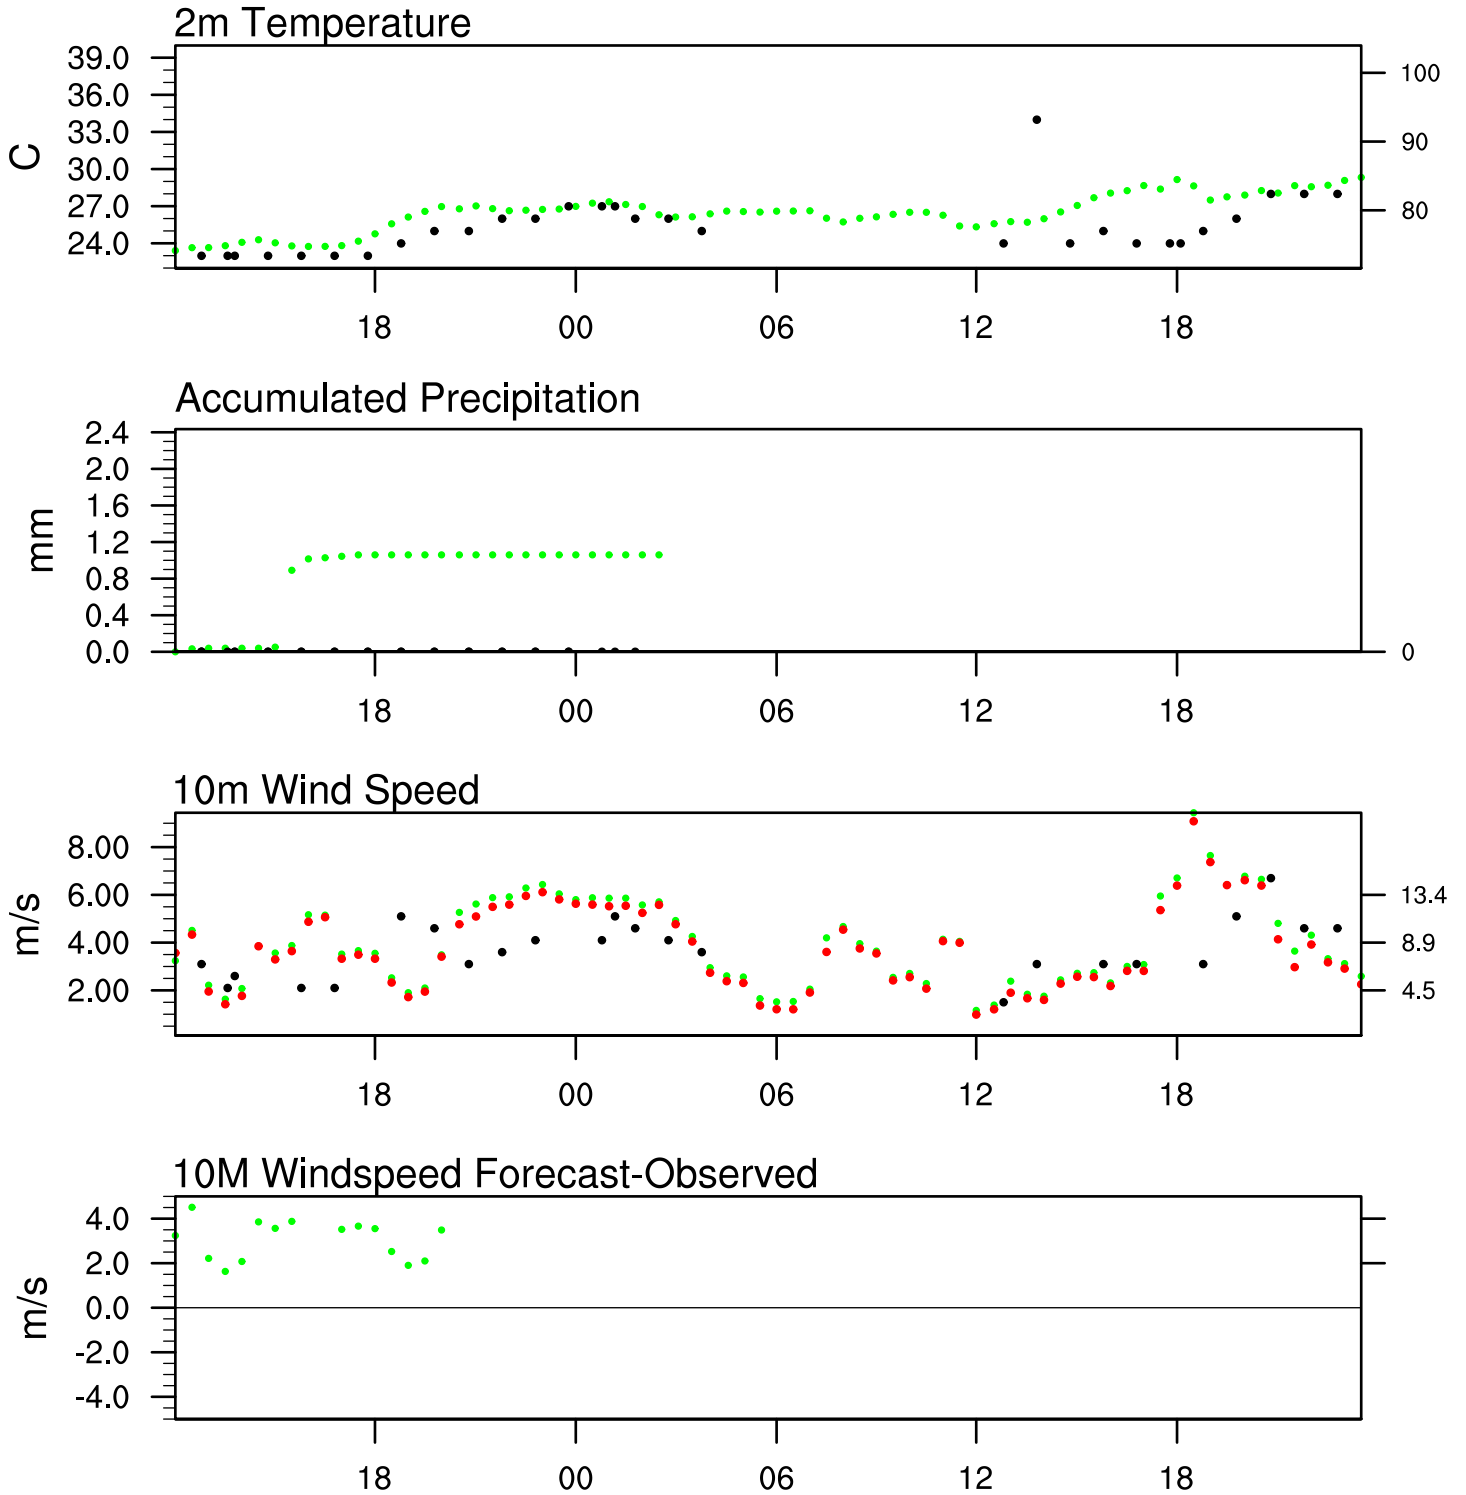 2m Temperature
39.0
36.0
33.0
30.0
27.0
24.0
C
100
90
80
18 00 06 12 18
Accumulated Precipitation
2.4
2.0
1.6
1.2
0.8
0.4
0.0
mm
0
18 00 06 12 18
10m Wind Speed
8.00
6.00
4.00
2.00
m/s
13.4
8.9
4.5
18 00 06 12 18
10M Windspeed Forecast-Observed
4.0
2.0
0.0
-2.0
-4.0
m/s
18 00 06 12 18